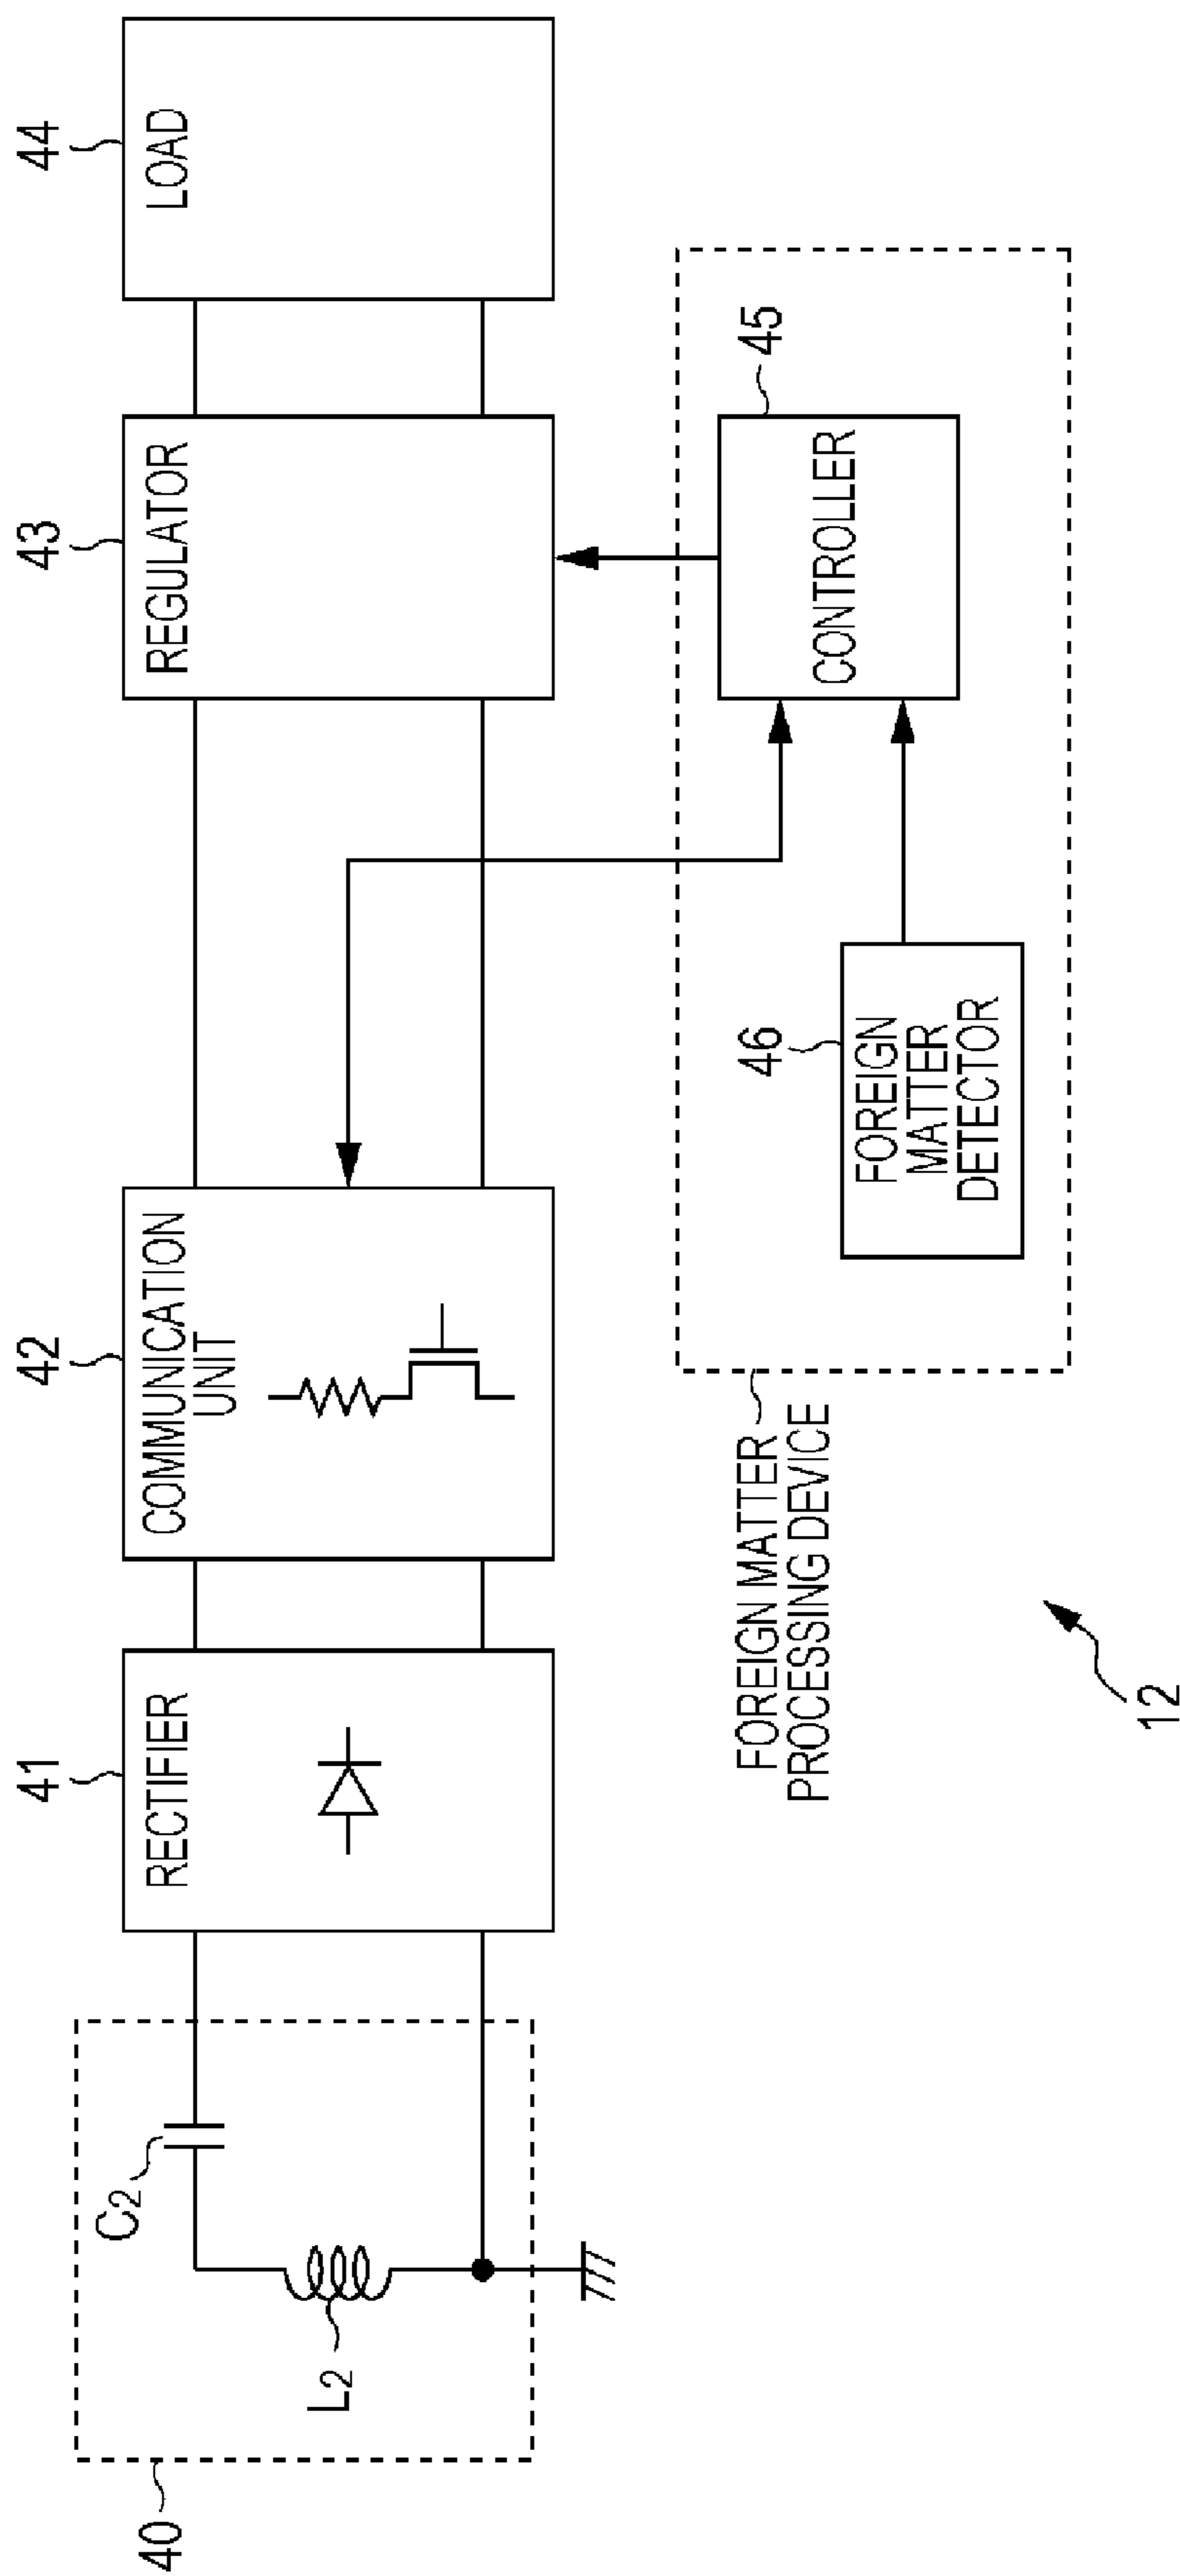 40
C2
L2
41
RECTIFIER
42
COMMUNICATION
UNIT
43
REGULATOR
44
LOAD
FOREIGN MATTER
PROCESSING DEVICE
46
FOREIGN
MATTER
DETECTOR
45
CONTROLLER
12